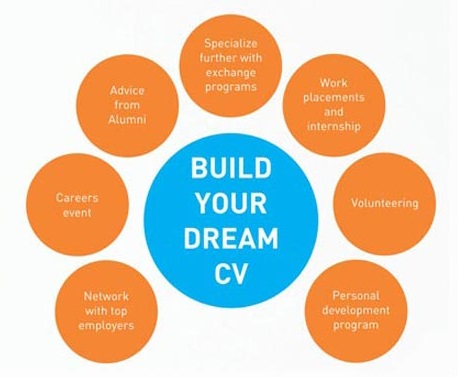 Specialize
further with
exchange
programs
Advice
from
Alumni
Work
placements
and
internship
Careers
event
BUILD
YOUR
DREAM
CV
Volunteering
Network
with top
employers
Personal
development
program